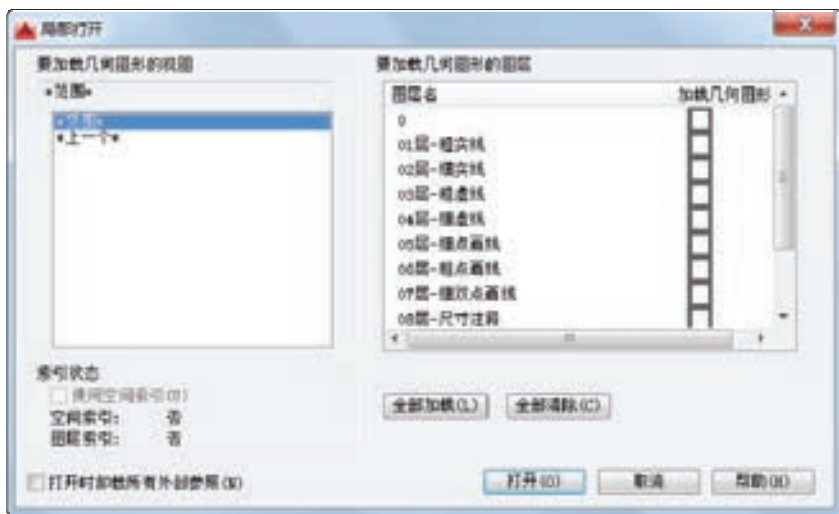 局部打开
要加载几何图形的视图
*范围*
*范围*
*上一个*
索引状态
使用空间索引(U)
空间索引: 否
图层索引: 否
打开时加载所有外部参照(N)
要加载几何图形的图层
图层名 加载几何图形
0
01层-粗实线
02层-细实线
03层-粗虚线
04层-细虚线
05层-细点画线
06层-粗点画线
07层-细双点画线
08层-尺寸注释
全部加载(L) 全部清除(C)
打开(O) 取消 帮助(H)